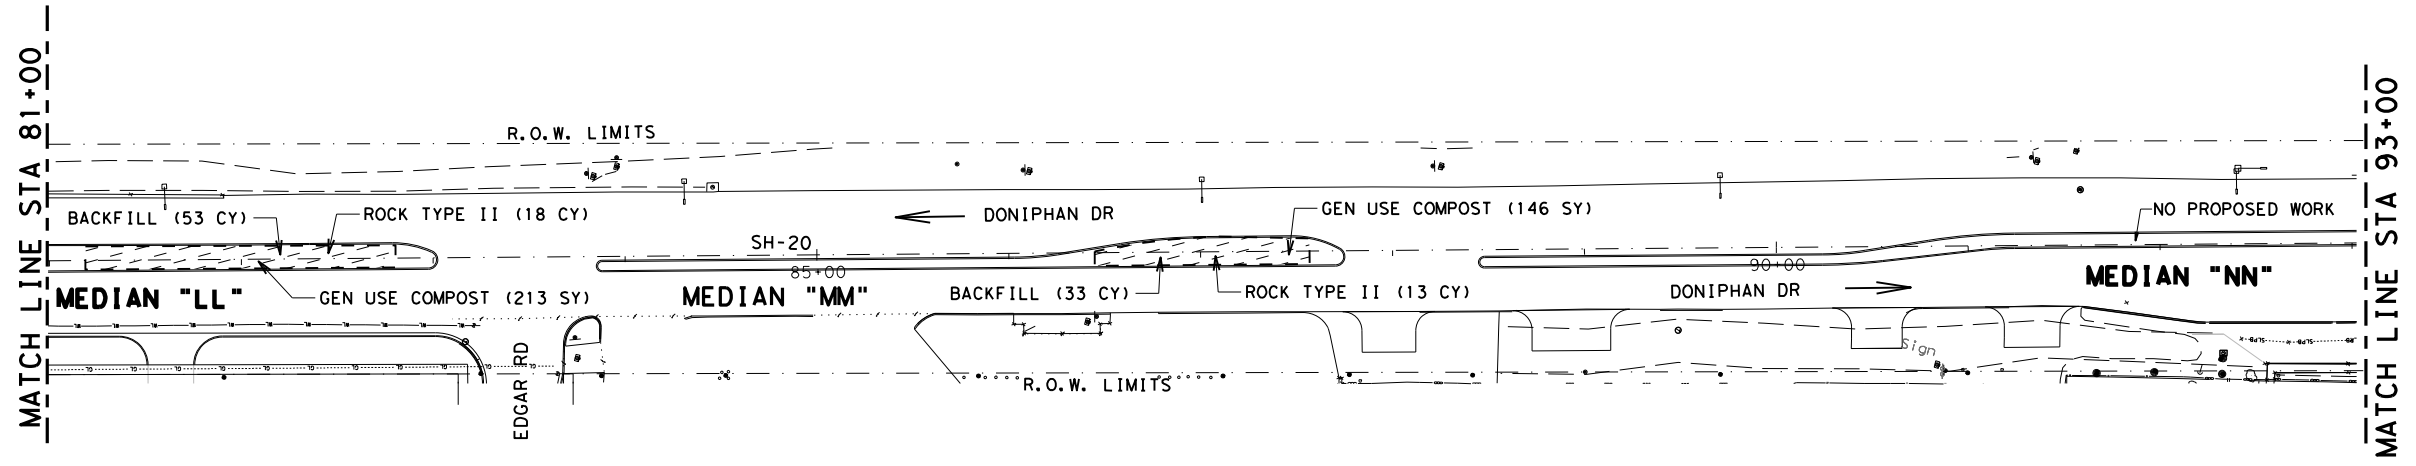 MATCH LINE STA 81+00
R.O.W. LIMITS
BACKFILL (53 CY)
ROCK TYPE II (18 CY)
DONIPHAN DR
GEN USE COMPOST (146 SY)
NO PROPOSED WORK
SH-20
85+00
90+00
MEDIAN "LL"
GEN USE COMPOST (213 SY)
MEDIAN "MM"
BACKFILL (33 CY)
ROCK TYPE II (13 CY)
DONIPHAN DR
MEDIAN "NN"
EDGAR RD
Sign
R.O.W. LIMITS
MATCH LINE STA 93+00